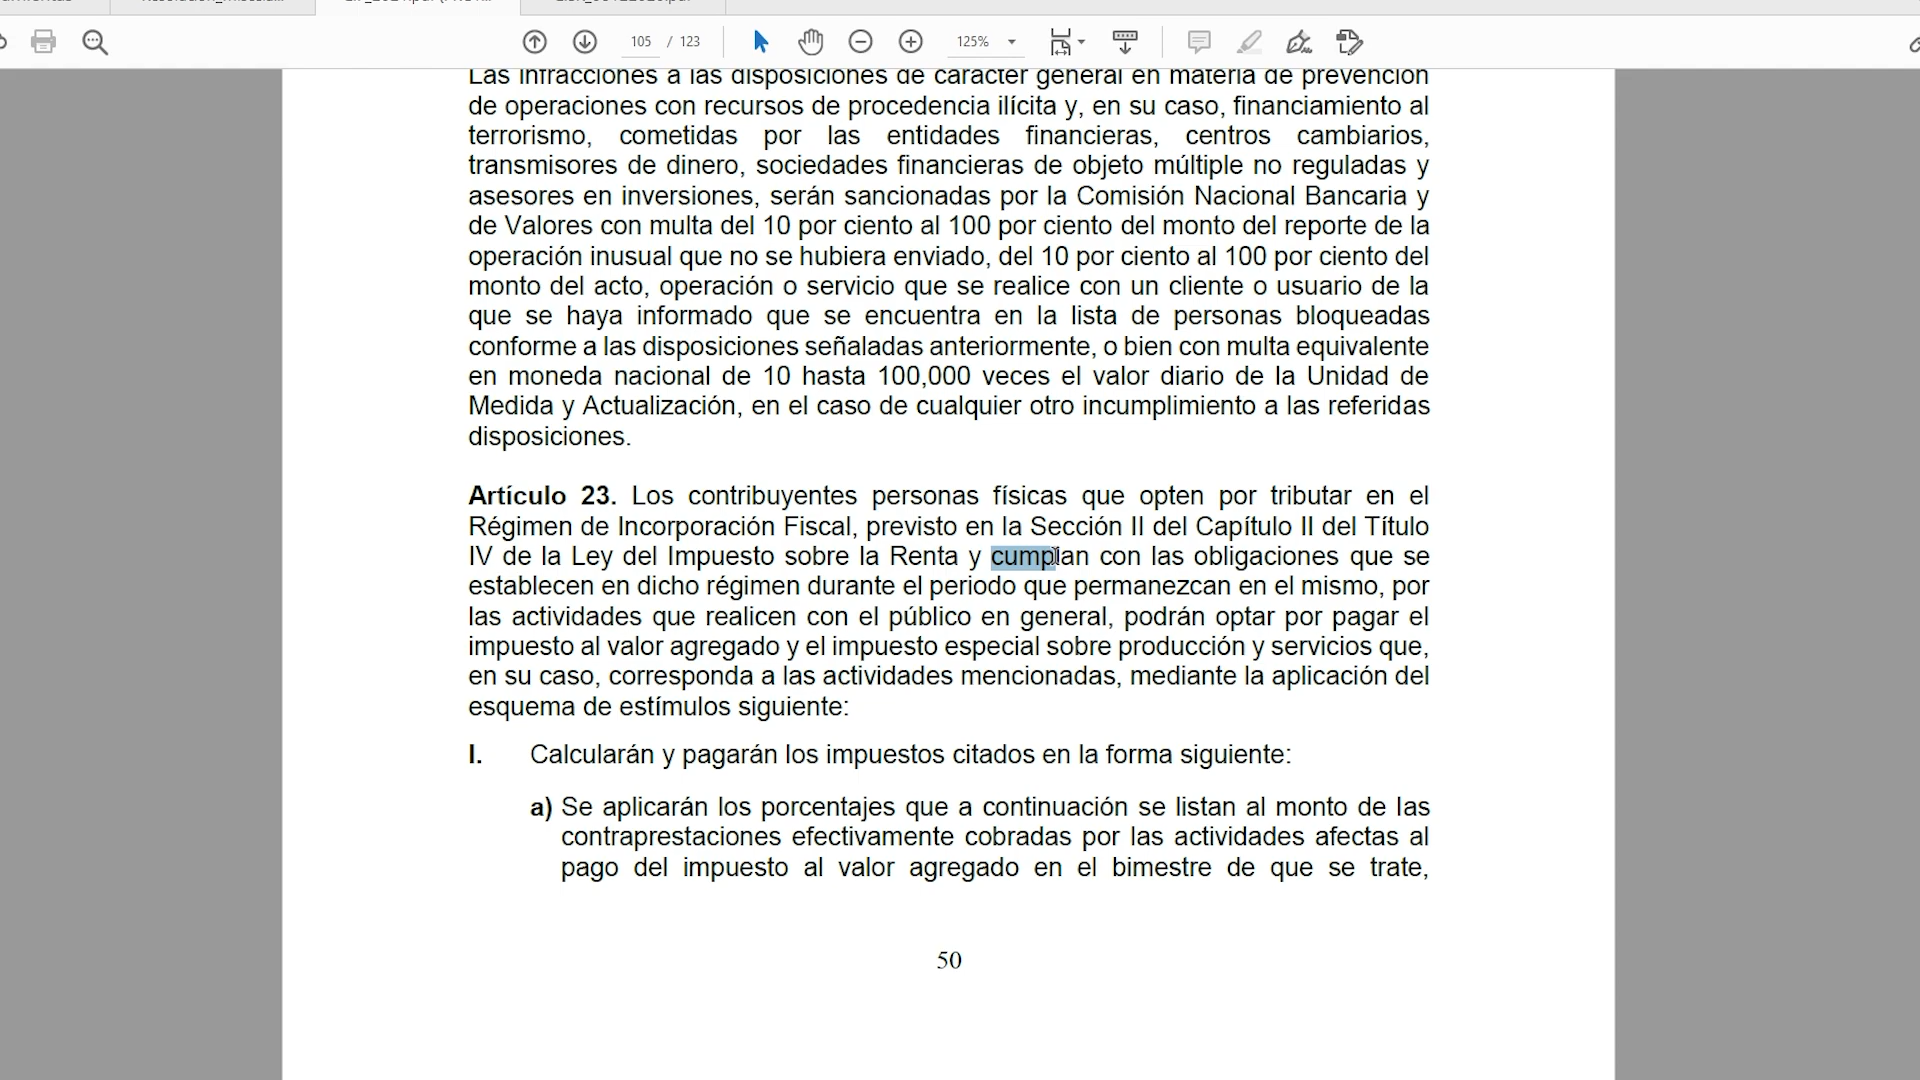 105 / 123
125%
Las infracciones a las disposiciones de carácter general en materia de prevención
de operaciones con recursos de procedencia ilícita y, en su caso, financiamiento al
terrorismo, cometidas por las entidades financieras, centros cambiarios,
transmisores de dinero, sociedades financieras de objeto múltiple no reguladas y
asesores en inversiones, serán sancionadas por la Comisión Nacional Bancaria y
de Valores con multa del 10 por ciento al 100 por ciento del monto del reporte de la
operación inusual que no se hubiera enviado, del 10 por ciento al 100 por ciento del
monto del acto, operación o servicio que se realice con un cliente o usuario de la
que se haya informado que se encuentra en la lista de personas bloqueadas
conforme a las disposiciones señaladas anteriormente, o bien con multa equivalente
en moneda nacional de 10 hasta 100,000 veces el valor diario de la Unidad de
Medida y Actualización, en el caso de cualquier otro incumplimiento a las referidas
disposiciones.
Artículo 23. Los contribuyentes personas físicas que opten por tributar en el
Régimen de Incorporación Fiscal, previsto en la Sección II del Capítulo II del Título
IV de la Ley del Impuesto sobre la Renta y cumplan con las obligaciones que se
establecen en dicho régimen durante el periodo que permanezcan en el mismo, por
las actividades que realicen con el público en general, podrán optar por pagar el
impuesto al valor agregado y el impuesto especial sobre producción y servicios que,
en su caso, corresponda a las actividades mencionadas, mediante la aplicación del
esquema de estímulos siguiente:
I. Calcularán y pagarán los impuestos citados en la forma siguiente:
a) Se aplicarán los porcentajes que a continuación se listan al monto de las
contraprestaciones efectivamente cobradas por las actividades afectas al
pago del impuesto al valor agregado en el bimestre de que se trate,
50